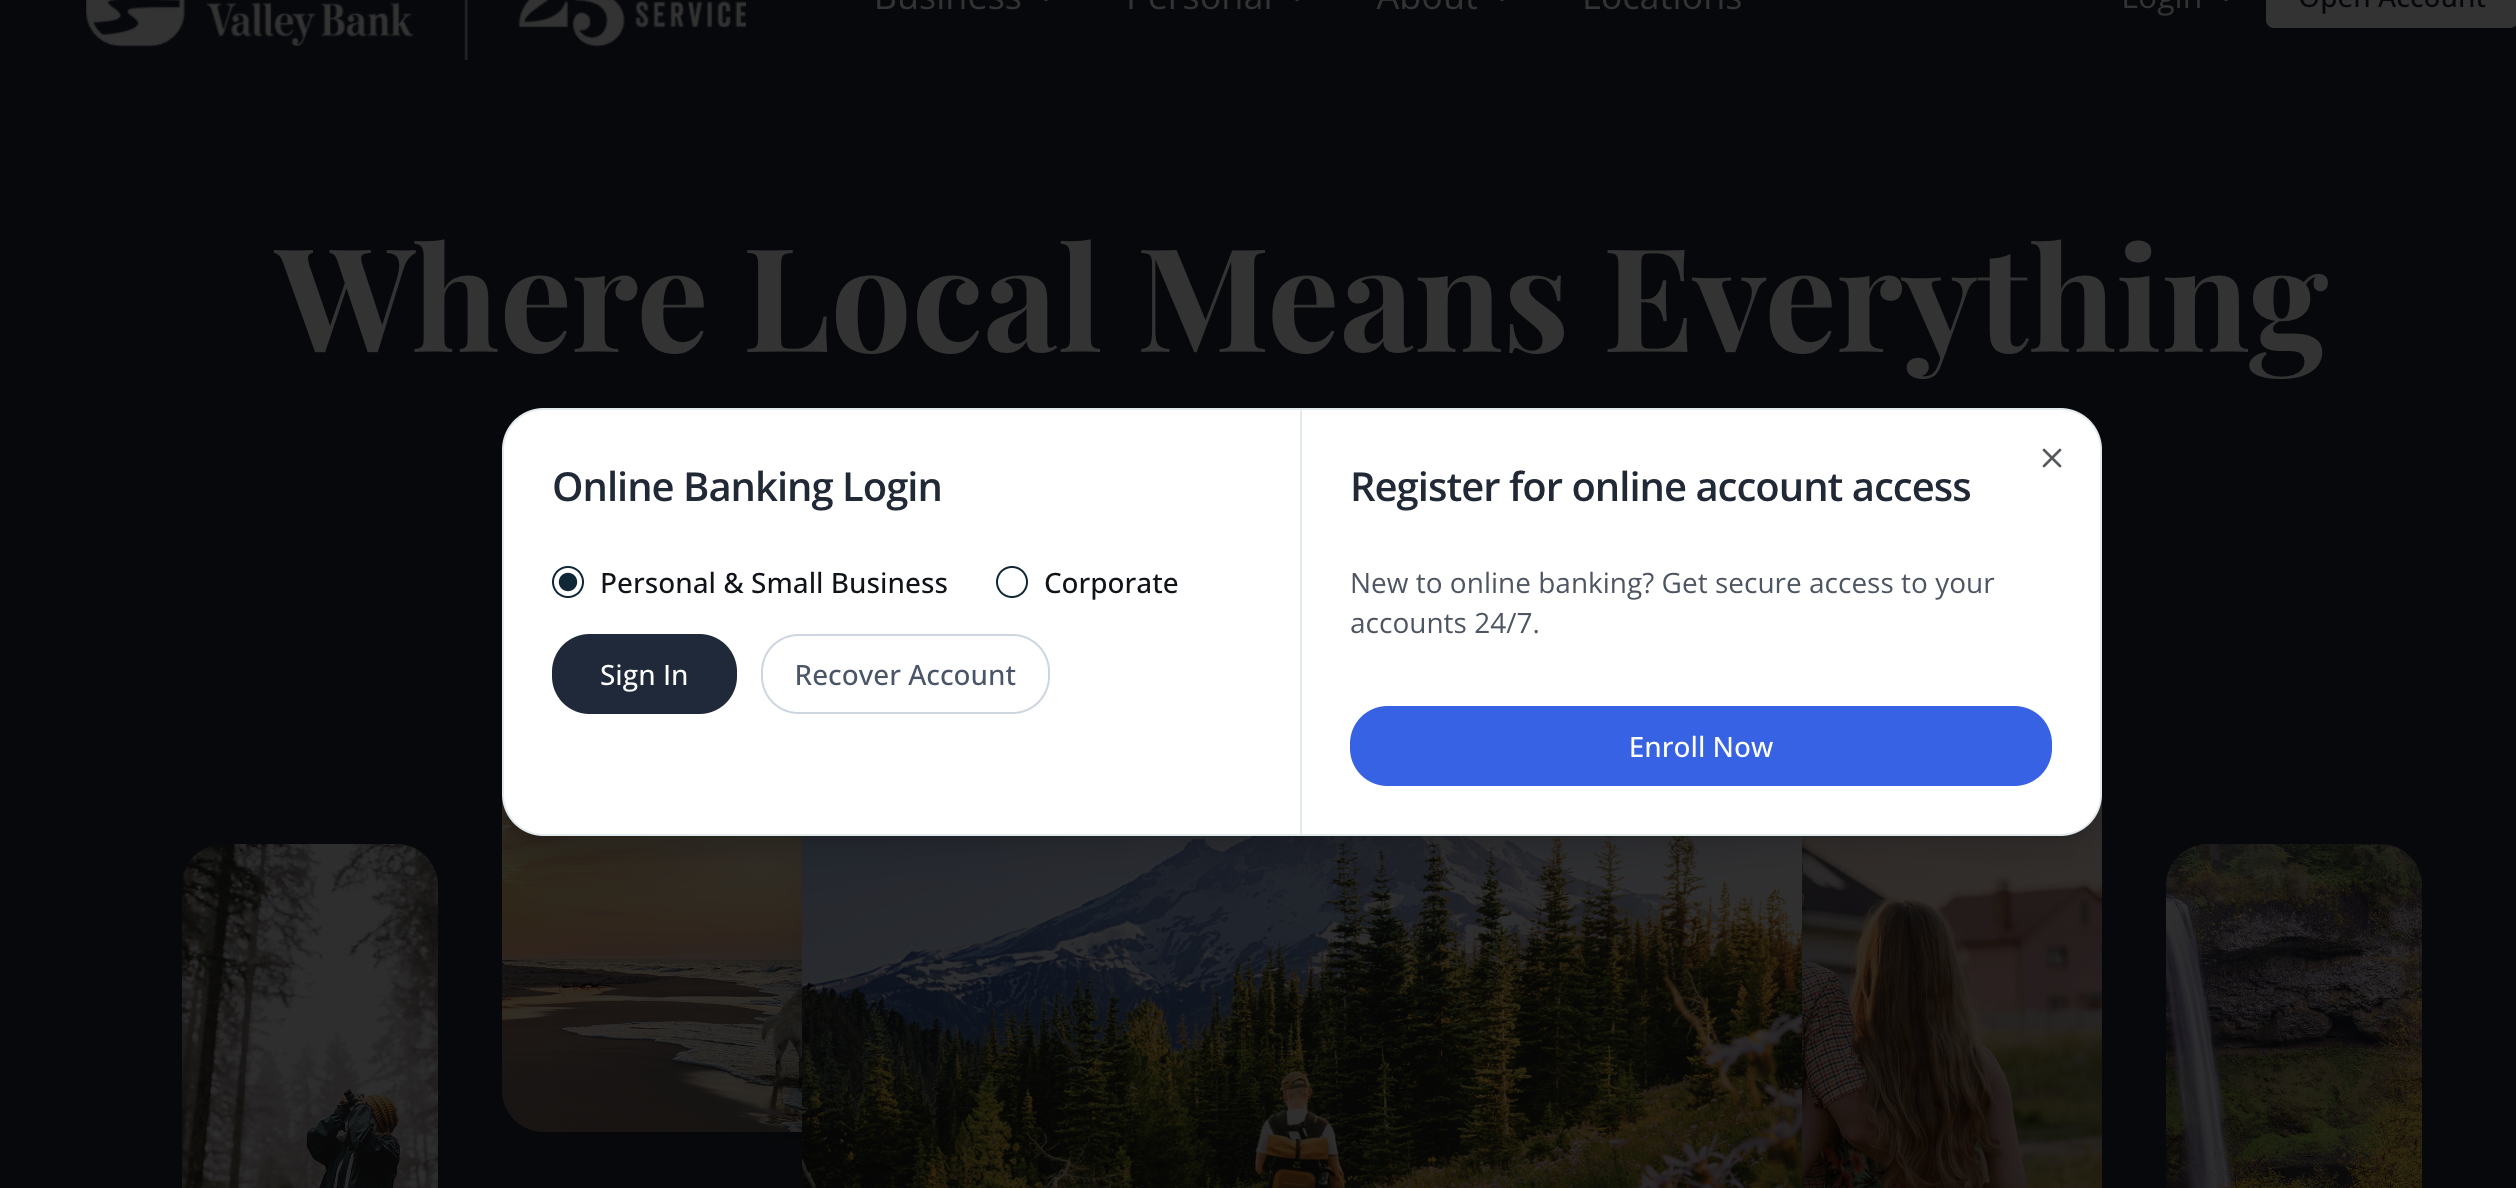 Valley Bank
SERVICE
Business
Personal
About
Locations
Login
Open Account
Where Local Means Everything
Online Banking Login
Personal & Small Business
Corporate
Sign In
Recover Account
Register for online account access
New to online banking? Get secure access to your
accounts 24/7.
Enroll Now